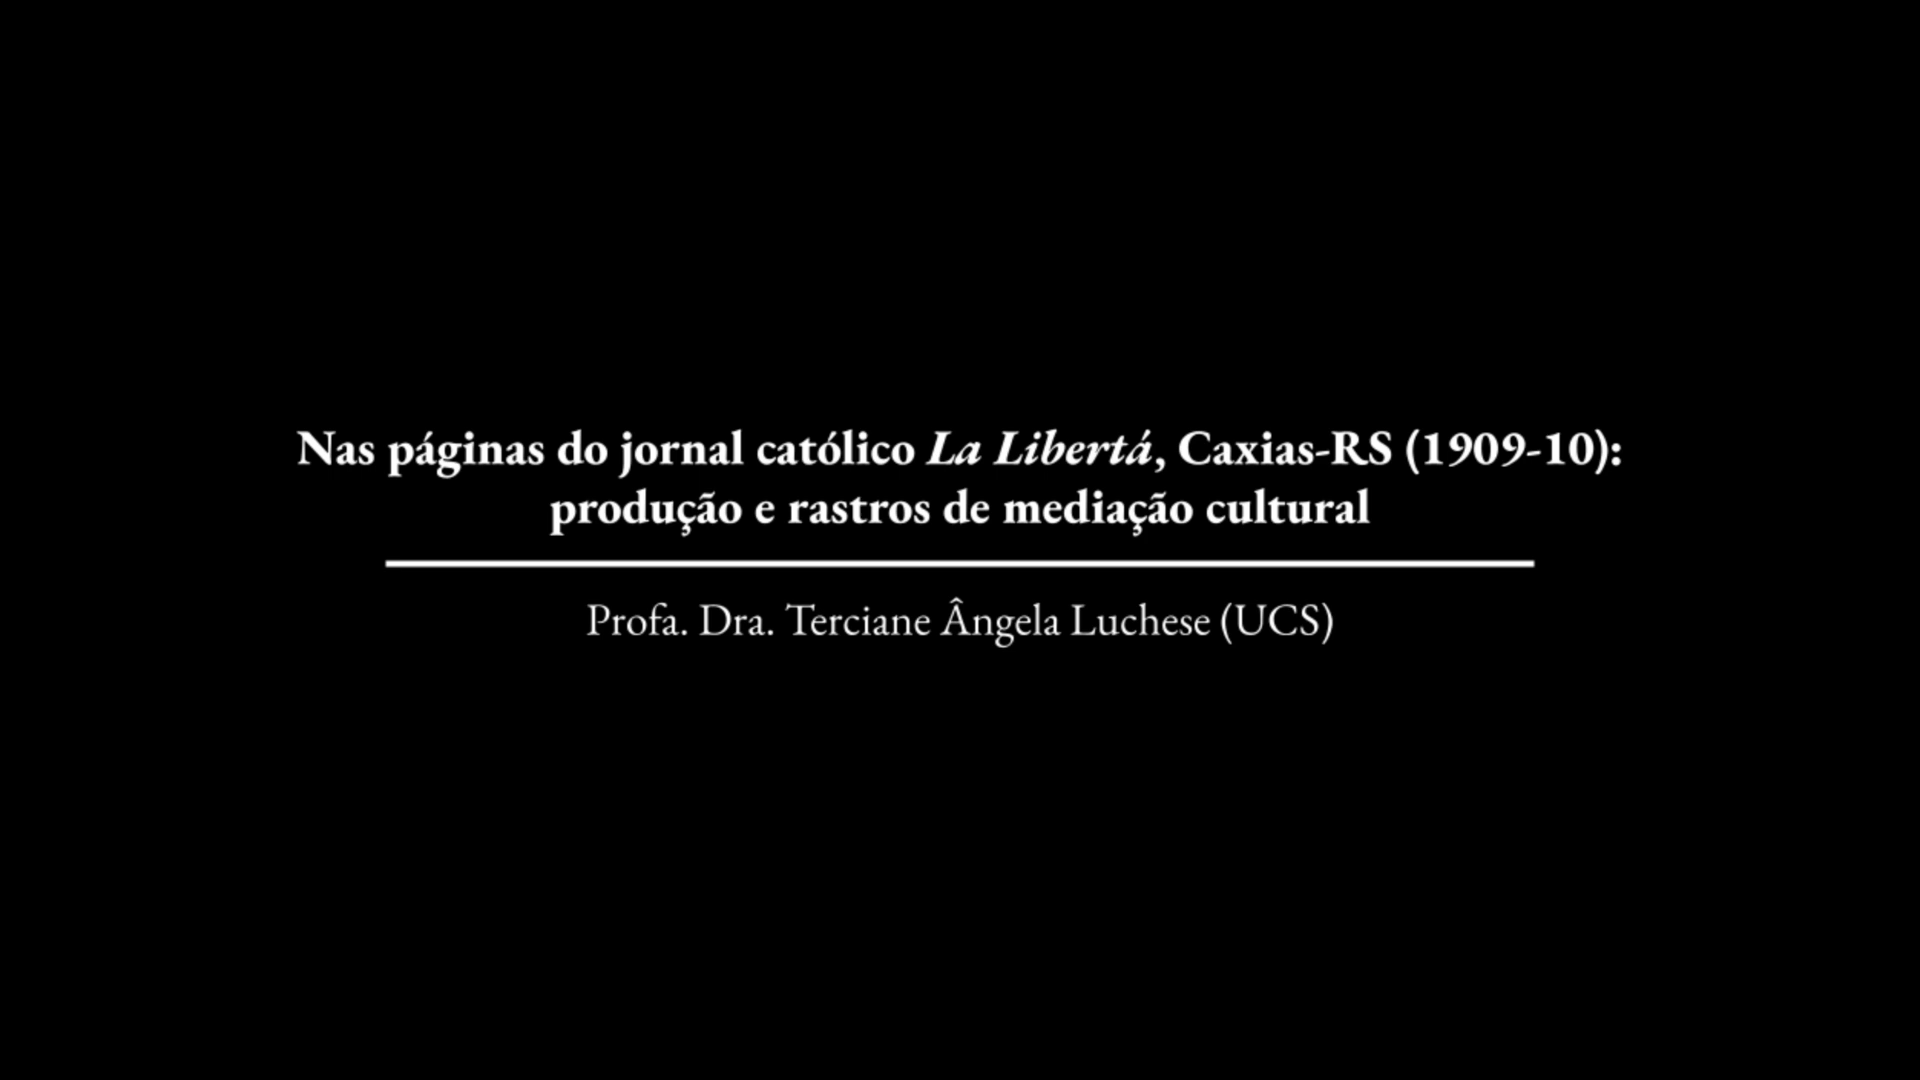 Nas páginas do jornal católico La Libertá, Caxias-RS (1909-10):
produção e rastros de mediação cultural
Profa. Dra. Terciane Ângela Luchese (UCS)